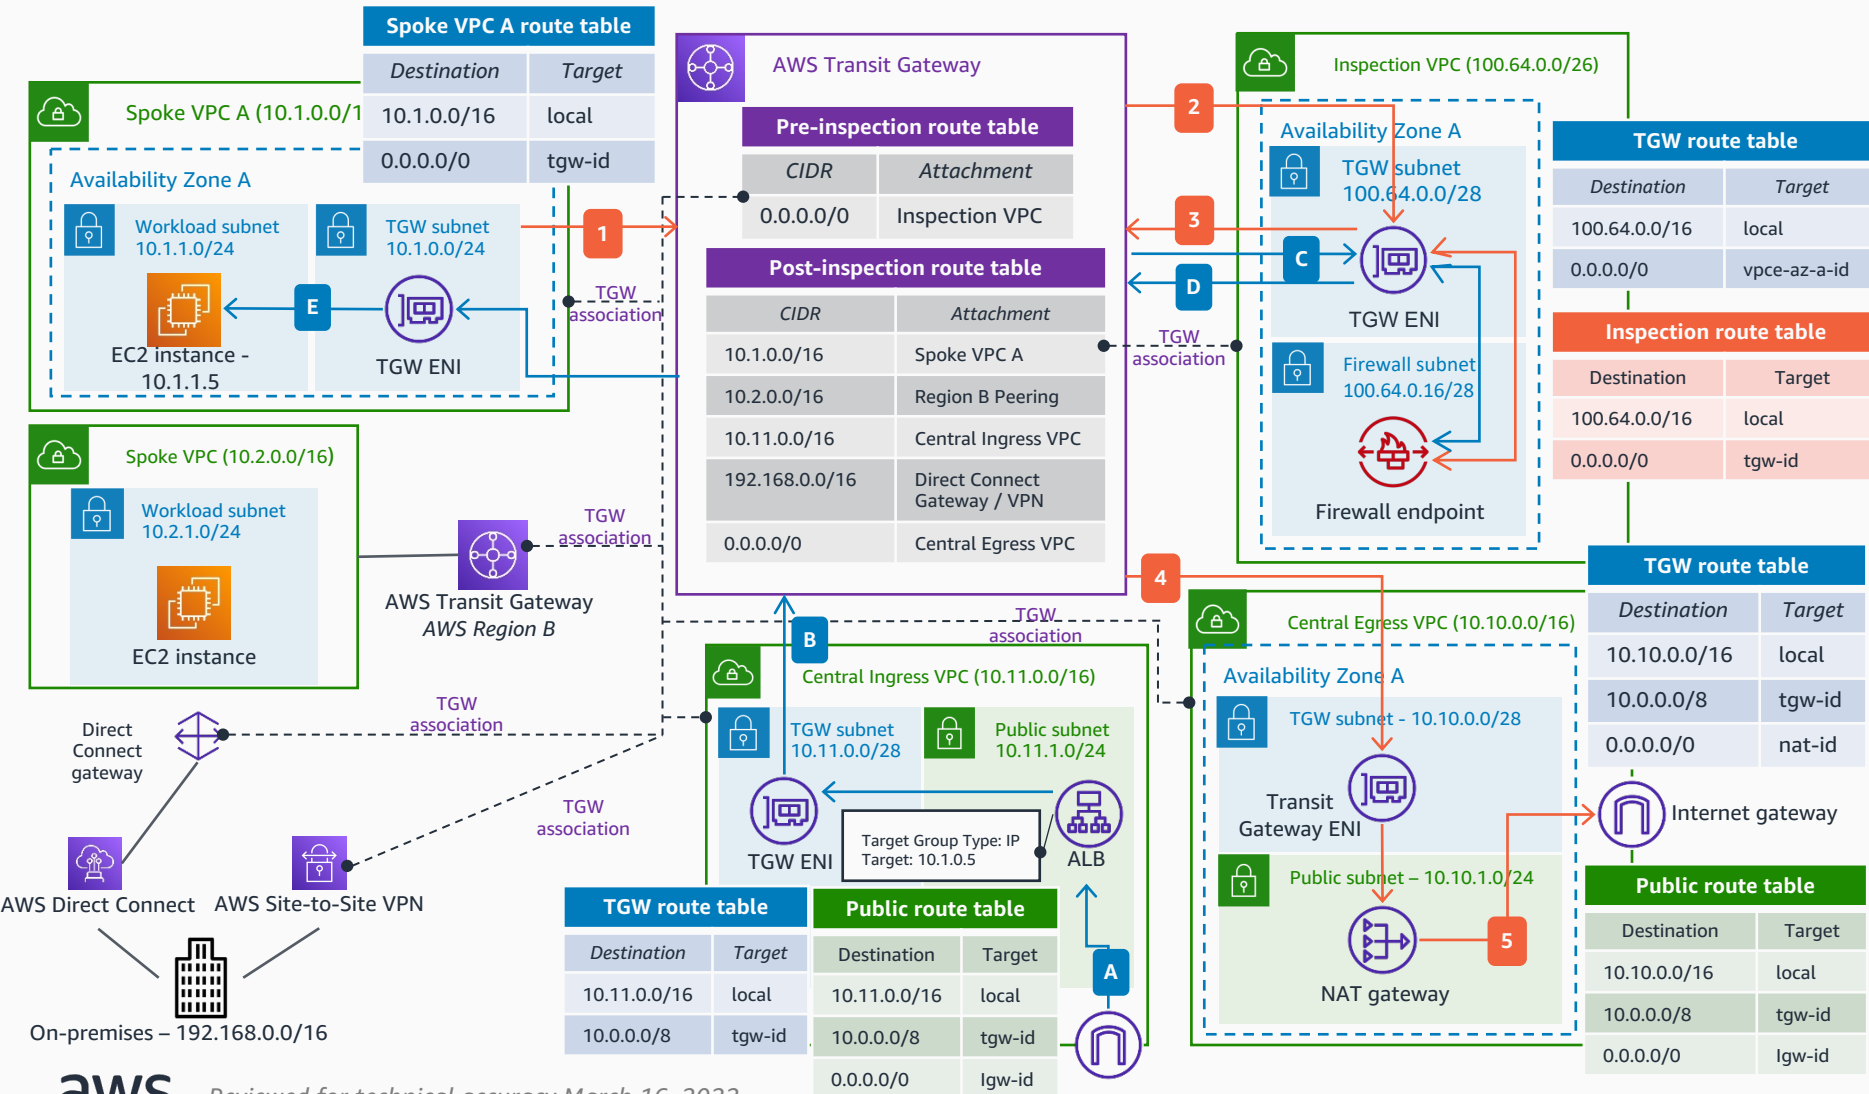 Spoke VPC A route table
Destination Target
10.1.0.0/16 local
0.0.0.0/0 tgw-id
Spoke VPC A (10.1.0.0/1
Availability Zone A
Workload subnet
10.1.1.0/24
TGW subnet
10.1.0.0/24
1
E
EC2 instance -
10.1.1.5
TGW ENI
TGW
association
Spoke VPC (10.2.0.0/16)
Workload subnet
10.2.1.0/24
EC2 instance
AWS Transit Gateway
AWS Region B
TGW
association
Direct
Connect
gateway
TGW
association
TGW
association
AWS Direct Connect
AWS Site-to-Site VPN
On-premises – 192.168.0.0/16
AWS Transit Gateway
Pre-inspection route table
CIDR Attachment
0.0.0.0/0 Inspection VPC
Post-inspection route table
CIDR Attachment
10.1.0.0/16 Spoke VPC A
10.2.0.0/16 Region B Peering
10.11.0.0/16 Central Ingress VPC
192.168.0.0/16 Direct Connect
Gateway / VPN
0.0.0.0/0 Central Egress VPC
2
3
C
D
TGW
association
4
Inspection VPC (100.64.0.0/26)
Availability Zone A
TGW subnet
100.64.0.0/28
TGW ENI
Firewall subnet
100.64.0.16/28
Firewall endpoint
TGW route table
Destination Target
100.64.0.0/16 local
0.0.0.0/0 vpce-az-a-id
Inspection route table
Destination Target
100.64.0.0/16 local
0.0.0.0/0 tgw-id
B
TGW
association
Central Ingress VPC (10.11.0.0/16)
TGW subnet
10.11.0.0/28
Public subnet
10.11.1.0/24
TGW ENI
Target Group Type: IP
Target: 10.1.0.5
ALB
A
TGW route table
Destination Target
10.11.0.0/16 local
10.0.0.0/8 tgw-id
Public route table
Destination Target
10.11.0.0/16 local
10.0.0.0/8 tgw-id
0.0.0.0/0 Igw-id
Central Egress VPC (10.10.0.0/16)
Availability Zone A
TGW subnet - 10.10.0.0/28
Transit
Gateway ENI
Public subnet – 10.10.1.0/24
NAT gateway
5
Internet gateway
TGW route table
Destination Target
10.10.0.0/16 local
10.0.0.0/8 tgw-id
0.0.0.0/0 nat-id
Public route table
Destination Target
10.10.0.0/16 local
10.0.0.0/8 tgw-id
0.0.0.0/0 Igw-id
aws
Reviewed for technical accuracy March 16, 2022